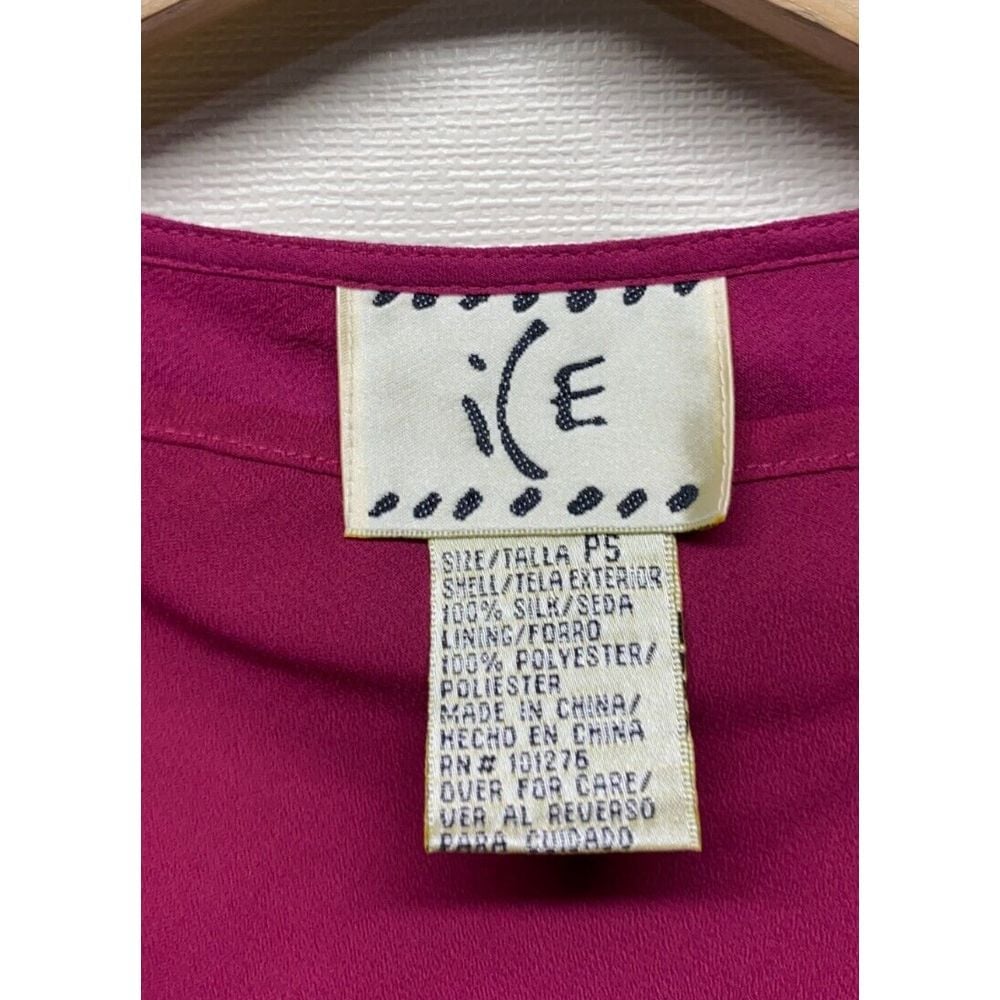 iCE
SIZE/TALLA PS
SHELL/TELA EXTERIOR
100% SILK/SEDA
LINING/FORRO
100% POLYESTER/
POLIESTER
MADE IN CHINA/
HECHO EN CHINA
RN# 101276
OVER FOR CARE/
VER AL REVERSO
PARA CUIDADO